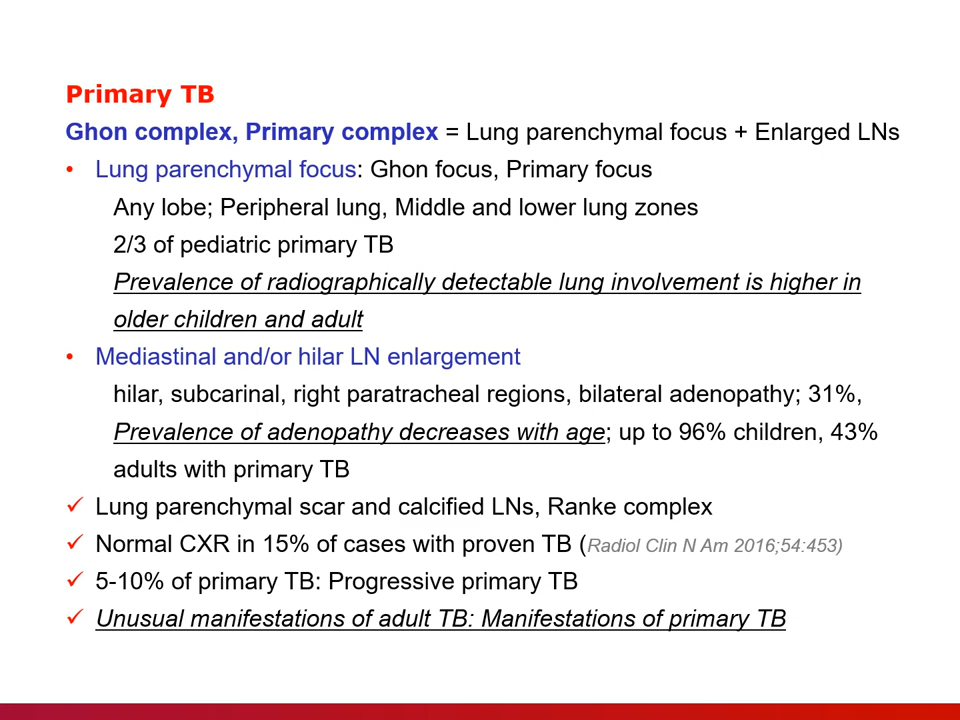 Primary TB
Ghon complex, Primary complex = Lung parenchymal focus + Enlarged LNs
• Lung parenchymal focus: Ghon focus, Primary focus
Any lobe; Peripheral lung, Middle and lower lung zones
2/3 of pediatric primary TB
Prevalence of radiographically detectable lung involvement is higher in
older children and adult
• Mediastinal and/or hilar LN enlargement
hilar, subcarinal, right paratracheal regions, bilateral adenopathy; 31%,
Prevalence of adenopathy decreases with age; up to 96% children, 43%
adults with primary TB
✓ Lung parenchymal scar and calcified LNs, Ranke complex
✓ Normal CXR in 15% of cases with proven TB (Radiol Clin N Am 2016;54:453)
✓ 5-10% of primary TB: Progressive primary TB
✓ Unusual manifestations of adult TB: Manifestations of primary TB